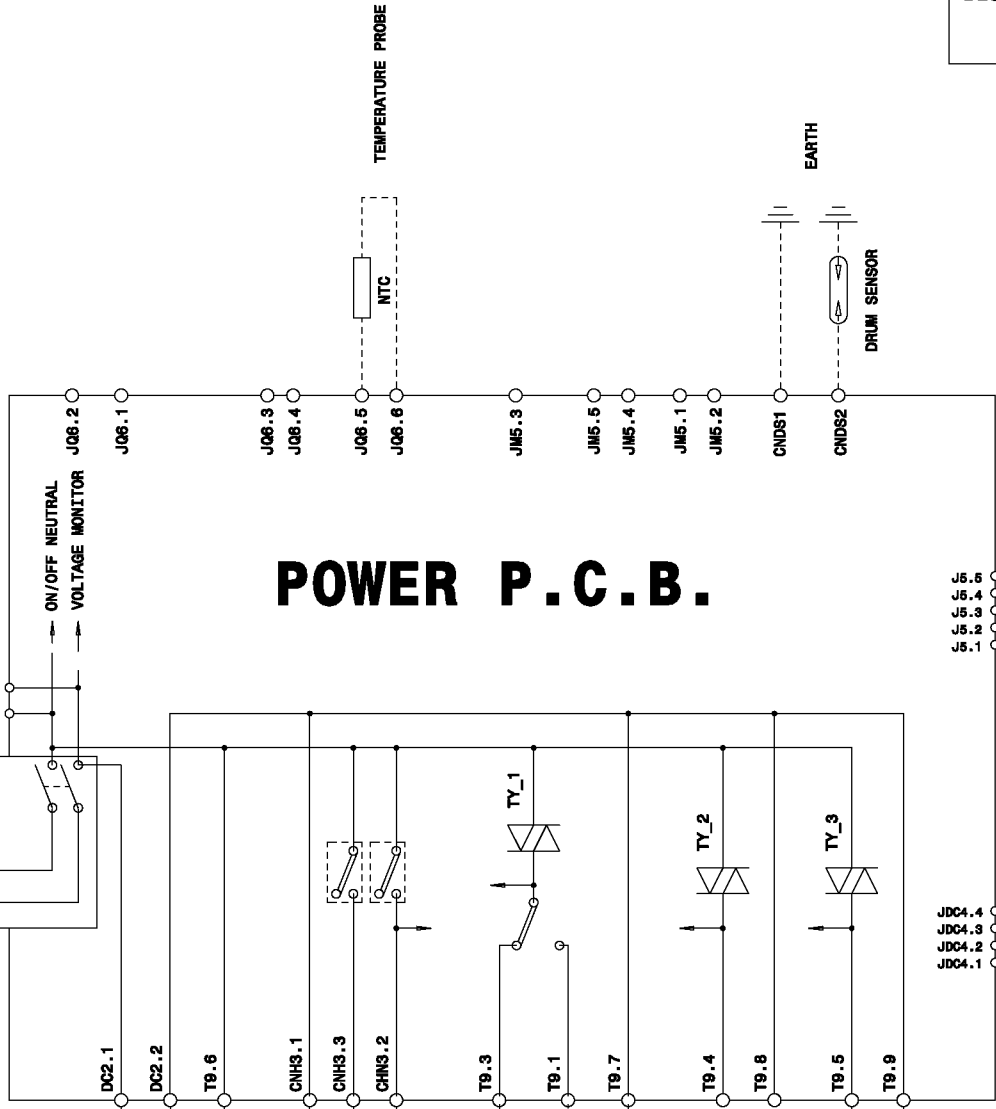 TEMPERATURE PROBE
EARTH
NTC
DRUM SENSOR
JQ6.2
JQ6.1
JQ6.3
JQ6.4
JQ6.5
JQ6.6
JM5.3
JM5.5
JM5.4
JM5.1
JM5.2
CNDS1
CNDS2
ON/OFF NEUTRAL
VOLTAGE MONITOR
POWER P.C.B.
J5.5
J5.4
J5.3
J5.2
J5.1
TY_1
TY_2
TY_3
JDC4.4
JDC4.3
JDC4.2
JDC4.1
DC2.1
DC2.2
T9.6
CNH3.1
CNH3.3
CHN3.2
T9.3
T9.1
T9.7
T9.4
T9.8
T9.5
T9.9